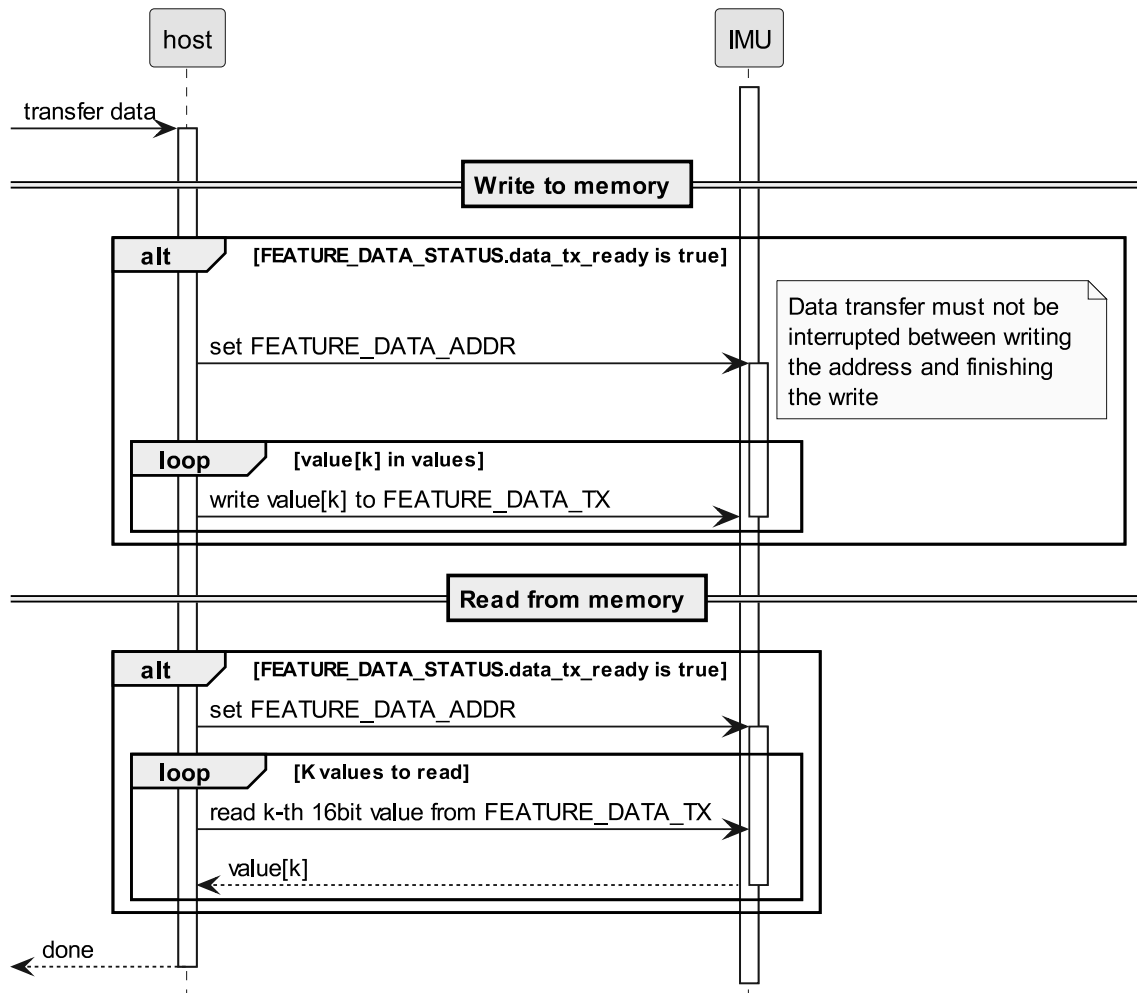 host
IMU
transfer data
Write to memory
alt
[FEATURE_DATA_STATUS.data_tx_ready is true]
Data transfer must not be
interrupted between writing
the address and finishing
the write
set FEATURE_DATA_ADDR
loop
[value[k] in values]
write value[k] to FEATURE_DATA_TX
Read from memory
alt
[FEATURE_DATA_STATUS.data_tx_ready is true]
set FEATURE_DATA_ADDR
loop
[K values to read]
read k-th 16bit value from FEATURE_DATA_TX
value[k]
done